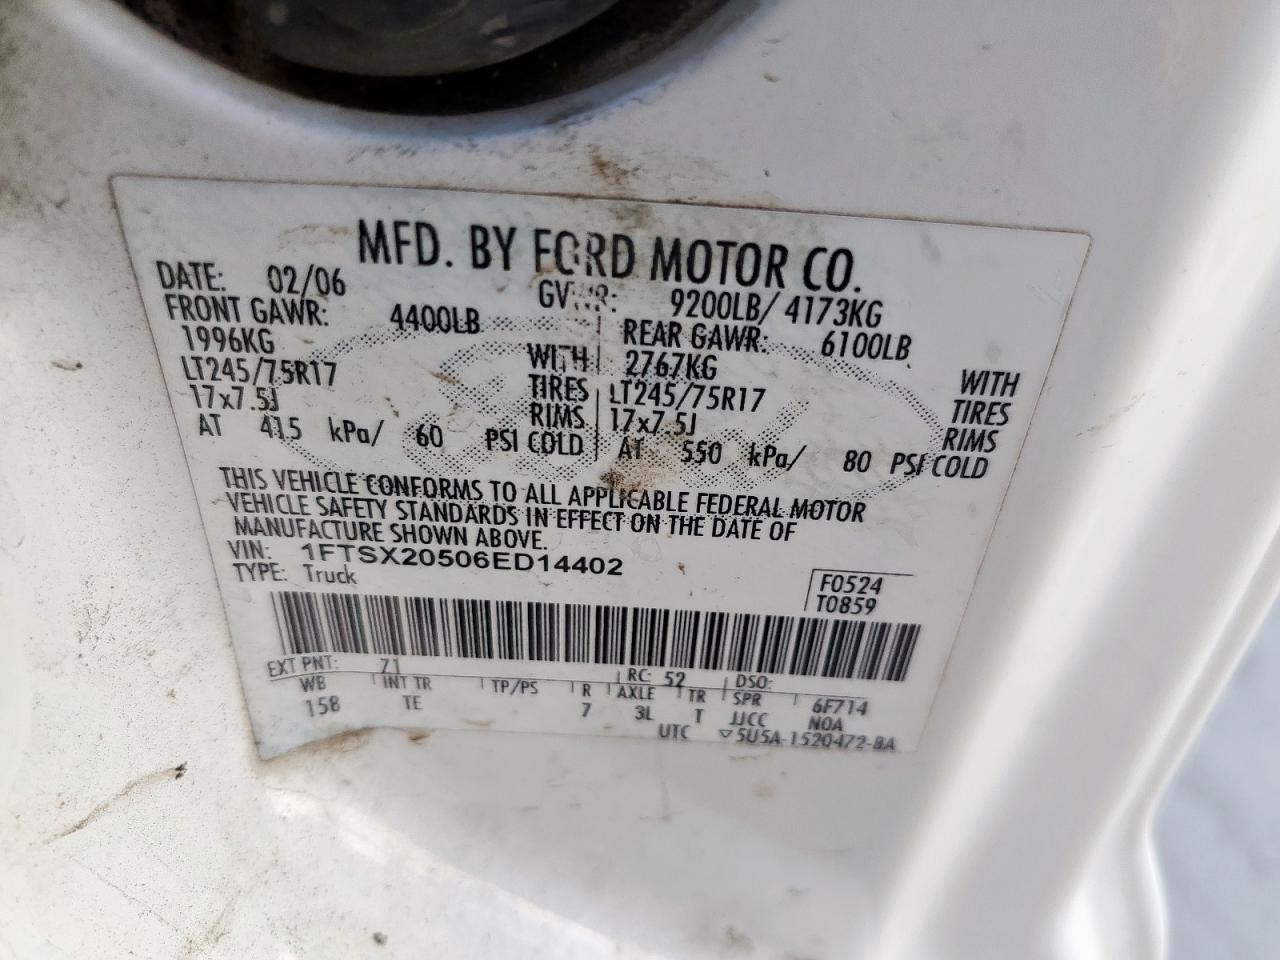 MFD. BY FORD MOTOR CO.
DATE: 02/06 GVWR: 9200LB/ 4173KG
FRONT GAWR: 4400LB REAR GAWR: 6100LB
1996KG WITH 2767KG WITH
LT245/75R17 TIRES LT245/75R17 TIRES
17x7.5J RIMS 17x7.5J RIMS
AT 415 kPa/ 60 PSI COLD AT 550 kPa/ 80 PSI COLD
THIS VEHICLE CONFORMS TO ALL APPLICABLE FEDERAL MOTOR
VEHICLE SAFETY STANDARDS IN EFFECT ON THE DATE OF
MANUFACTURE SHOWN ABOVE.
VIN: 1FTSX20506ED14402
TYPE: Truck
F0524
T0859
EXT PNT: Z1 RC: 52 DSO:
WB INT TR TP/PS R AXLE TR SPR 6F714
158 TE 7 3L T JJCC N0A
UTC ▽5U5A-1520472-BA